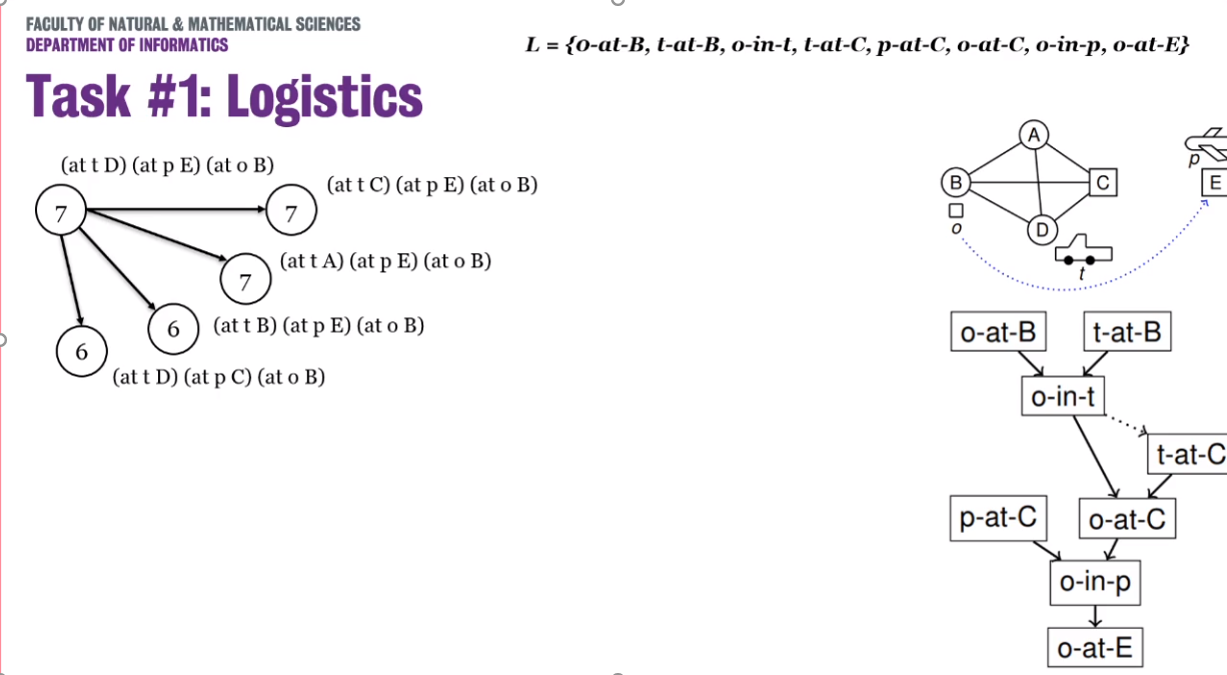 FACULTY OF NATURAL & MATHEMATICAL SCIENCES
DEPARTMENT OF INFORMATICS
L = {o-at-B, t-at-B, o-in-t, t-at-C, p-at-C, o-at-C, o-in-p, o-at-E}
Task #1: Logistics
(at t D) (at p E) (at o B)
7
7
(at t C) (at p E) (at o B)
7
(at t A) (at p E) (at o B)
6
(at t B) (at p E) (at o B)
6
(at t D) (at p C) (at o B)
A
p
B
C
E
o
D
t
o-at-B
t-at-B
o-in-t
t-at-C
p-at-C
o-at-C
o-in-p
o-at-E